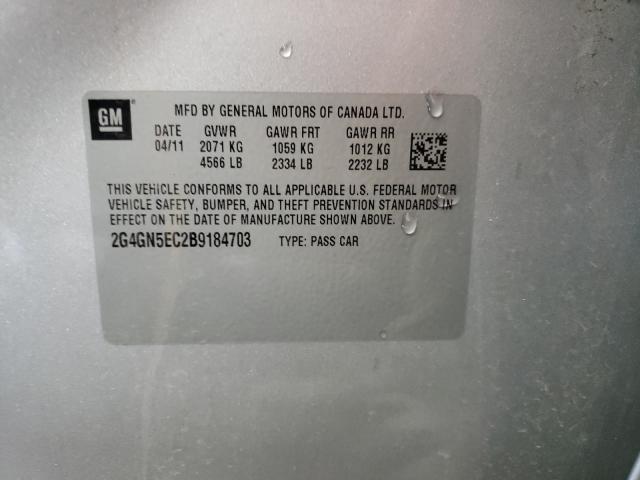 GM
MFD BY GENERAL MOTORS OF CANADA LTD.
DATE GVWR GAWR FRT GAWR RR
04/11 2071 KG 1059 KG 1012 KG
4566 LB 2334 LB 2232 LB
THIS VEHICLE CONFORMS TO ALL APPLICABLE U.S. FEDERAL MOTOR
VEHICLE SAFETY, BUMPER, AND THEFT PREVENTION STANDARDS IN
EFFECT ON THE DATE OF MANUFACTURE SHOWN ABOVE.
2G4GN5EC2B9184703 TYPE: PASS CAR